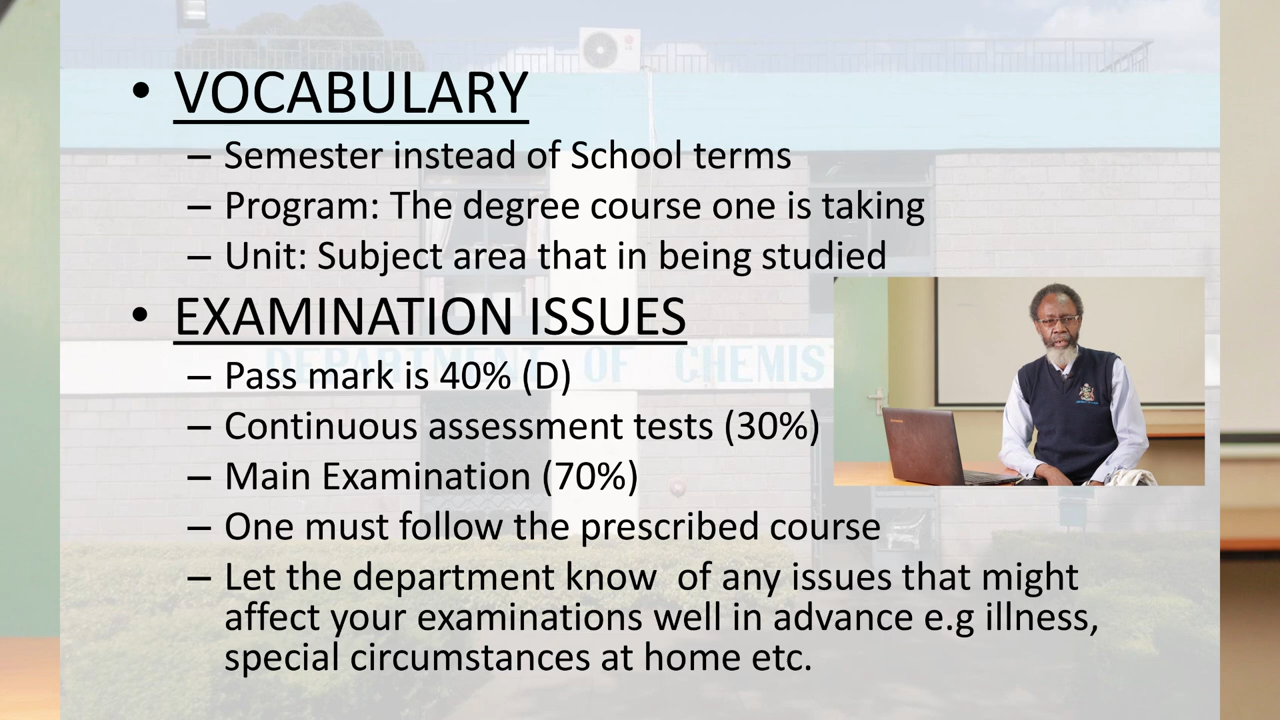 • VOCABULARY
– Semester instead of School terms
– Program: The degree course one is taking
– Unit: Subject area that in being studied
• EXAMINATION ISSUES
DEPARTMENT OF CHEMIS
– Pass mark is 40% (D)
– Continuous assessment tests (30%)
– Main Examination (70%)
– One must follow the prescribed course
– Let the department know  of any issues that might
affect your examinations well in advance e.g illness,
special circumstances at home etc.